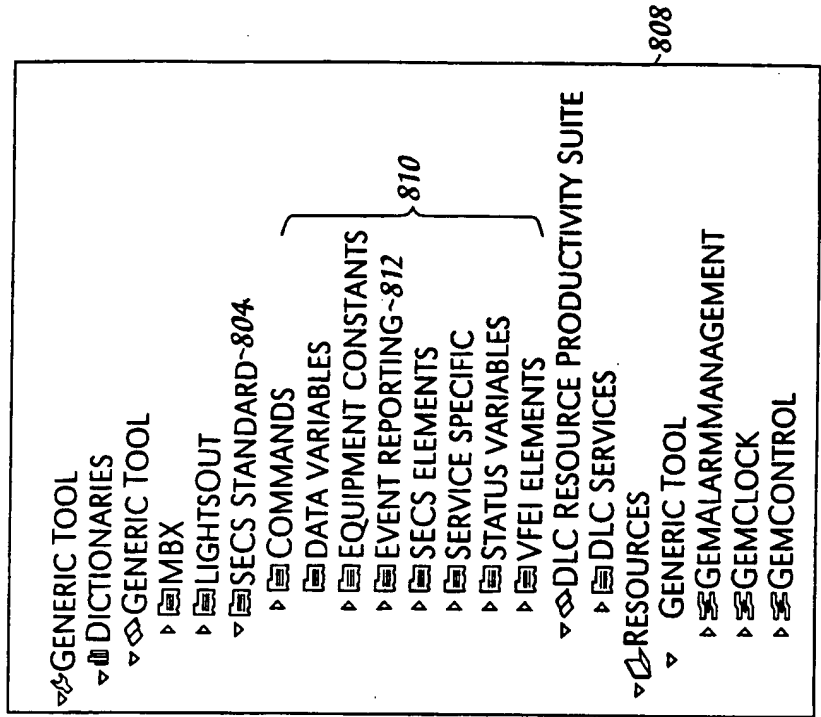 GENERIC TOOL
DICTIONARIES
GENERIC TOOL
MBX
LIGHTSOUT
SECS STANDARD~804
COMMANDS
DATA VARIABLES
EQUIPMENT CONSTANTS
EVENT REPORTING~812
SECS ELEMENTS
SERVICE SPECIFIC
STATUS VARIABLES
VFEI ELEMENTS
810
DLC RESOURCE PRODUCTIVITY SUITE
DLC SERVICES
RESOURCES
GENERIC TOOL
GEMALARMMANAGEMENT
GEMCLOCK
GEMCONTROL
~808